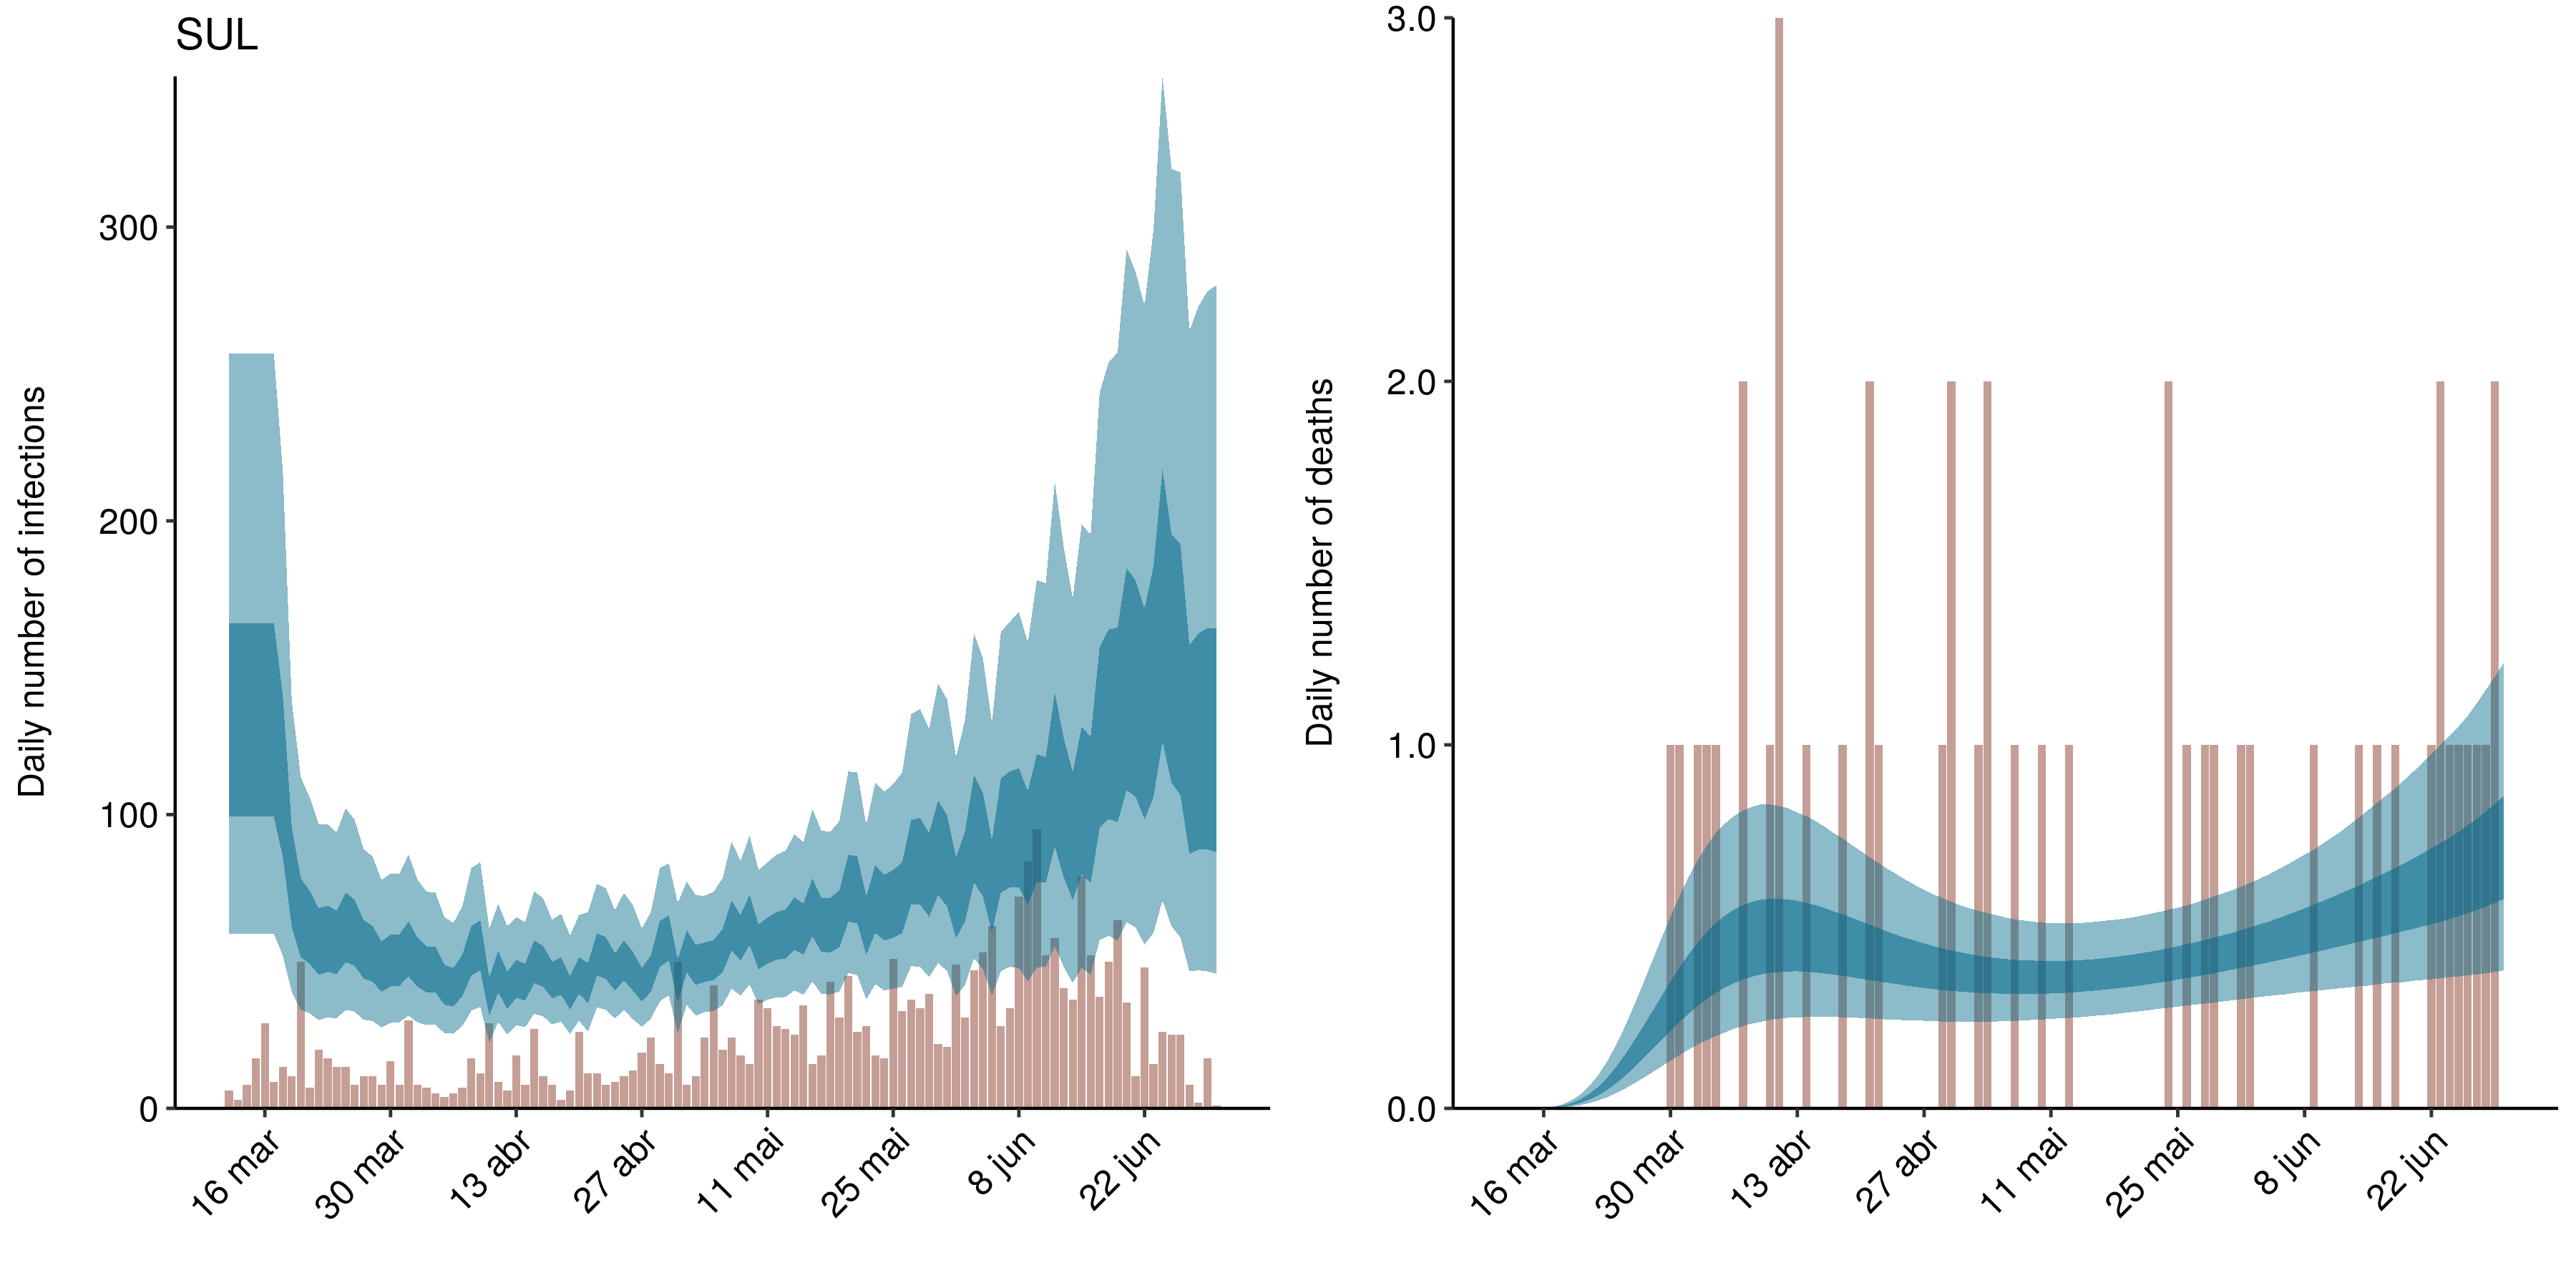 SUL
Daily number of infections
300
200
100
0
16 mar
30 mar
13 abr
27 abr
11 mai
25 mai
8 jun
22 jun
Daily number of deaths
3.0
2.0
1.0
0.0
16 mar
30 mar
13 abr
27 abr
11 mai
25 mai
8 jun
22 jun